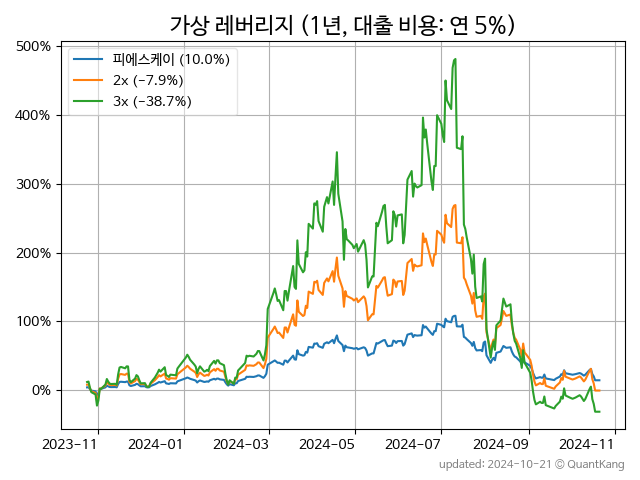 가상 레버리지 (1년, 대출 비용: 연 5%)
500%
400%
300%
200%
100%
0%
피에스케이 (10.0%)
2x (-7.9%)
3x (-38.7%)
2023-11
2024-01
2024-03
2024-05
2024-07
2024-09
2024-11
updated: 2024-10-21 © QuantKang